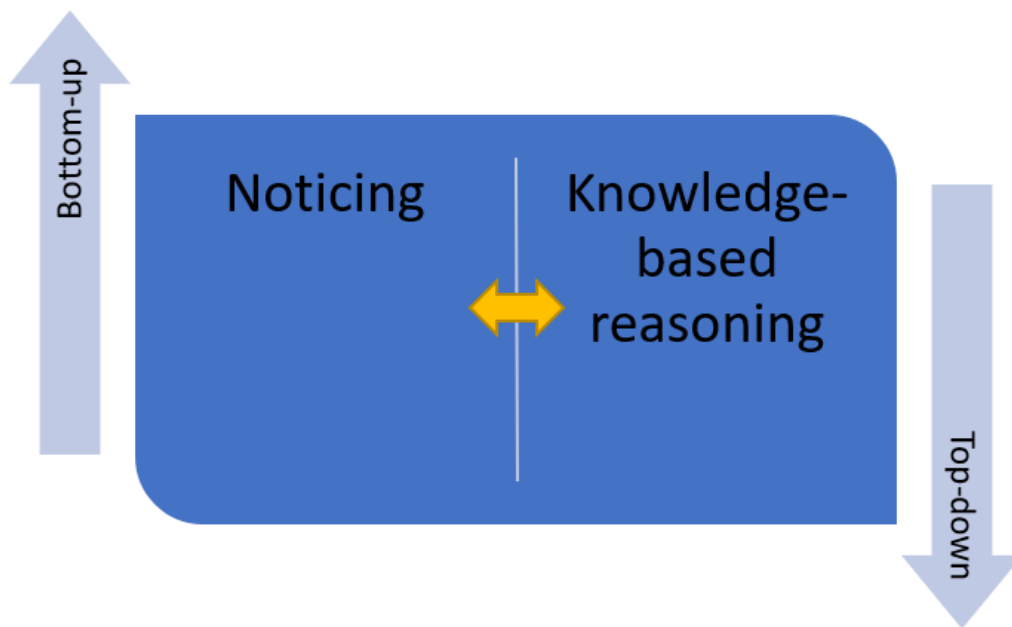 Bottom-up
Noticing
Knowledge-
based
reasoning
Top-down